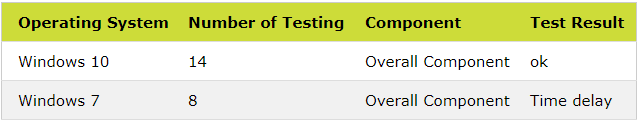 Operating System Number of Testing Component Test Result
Windows 10 14 Overall Component ok
Windows 7 8 Overall Component Time delay